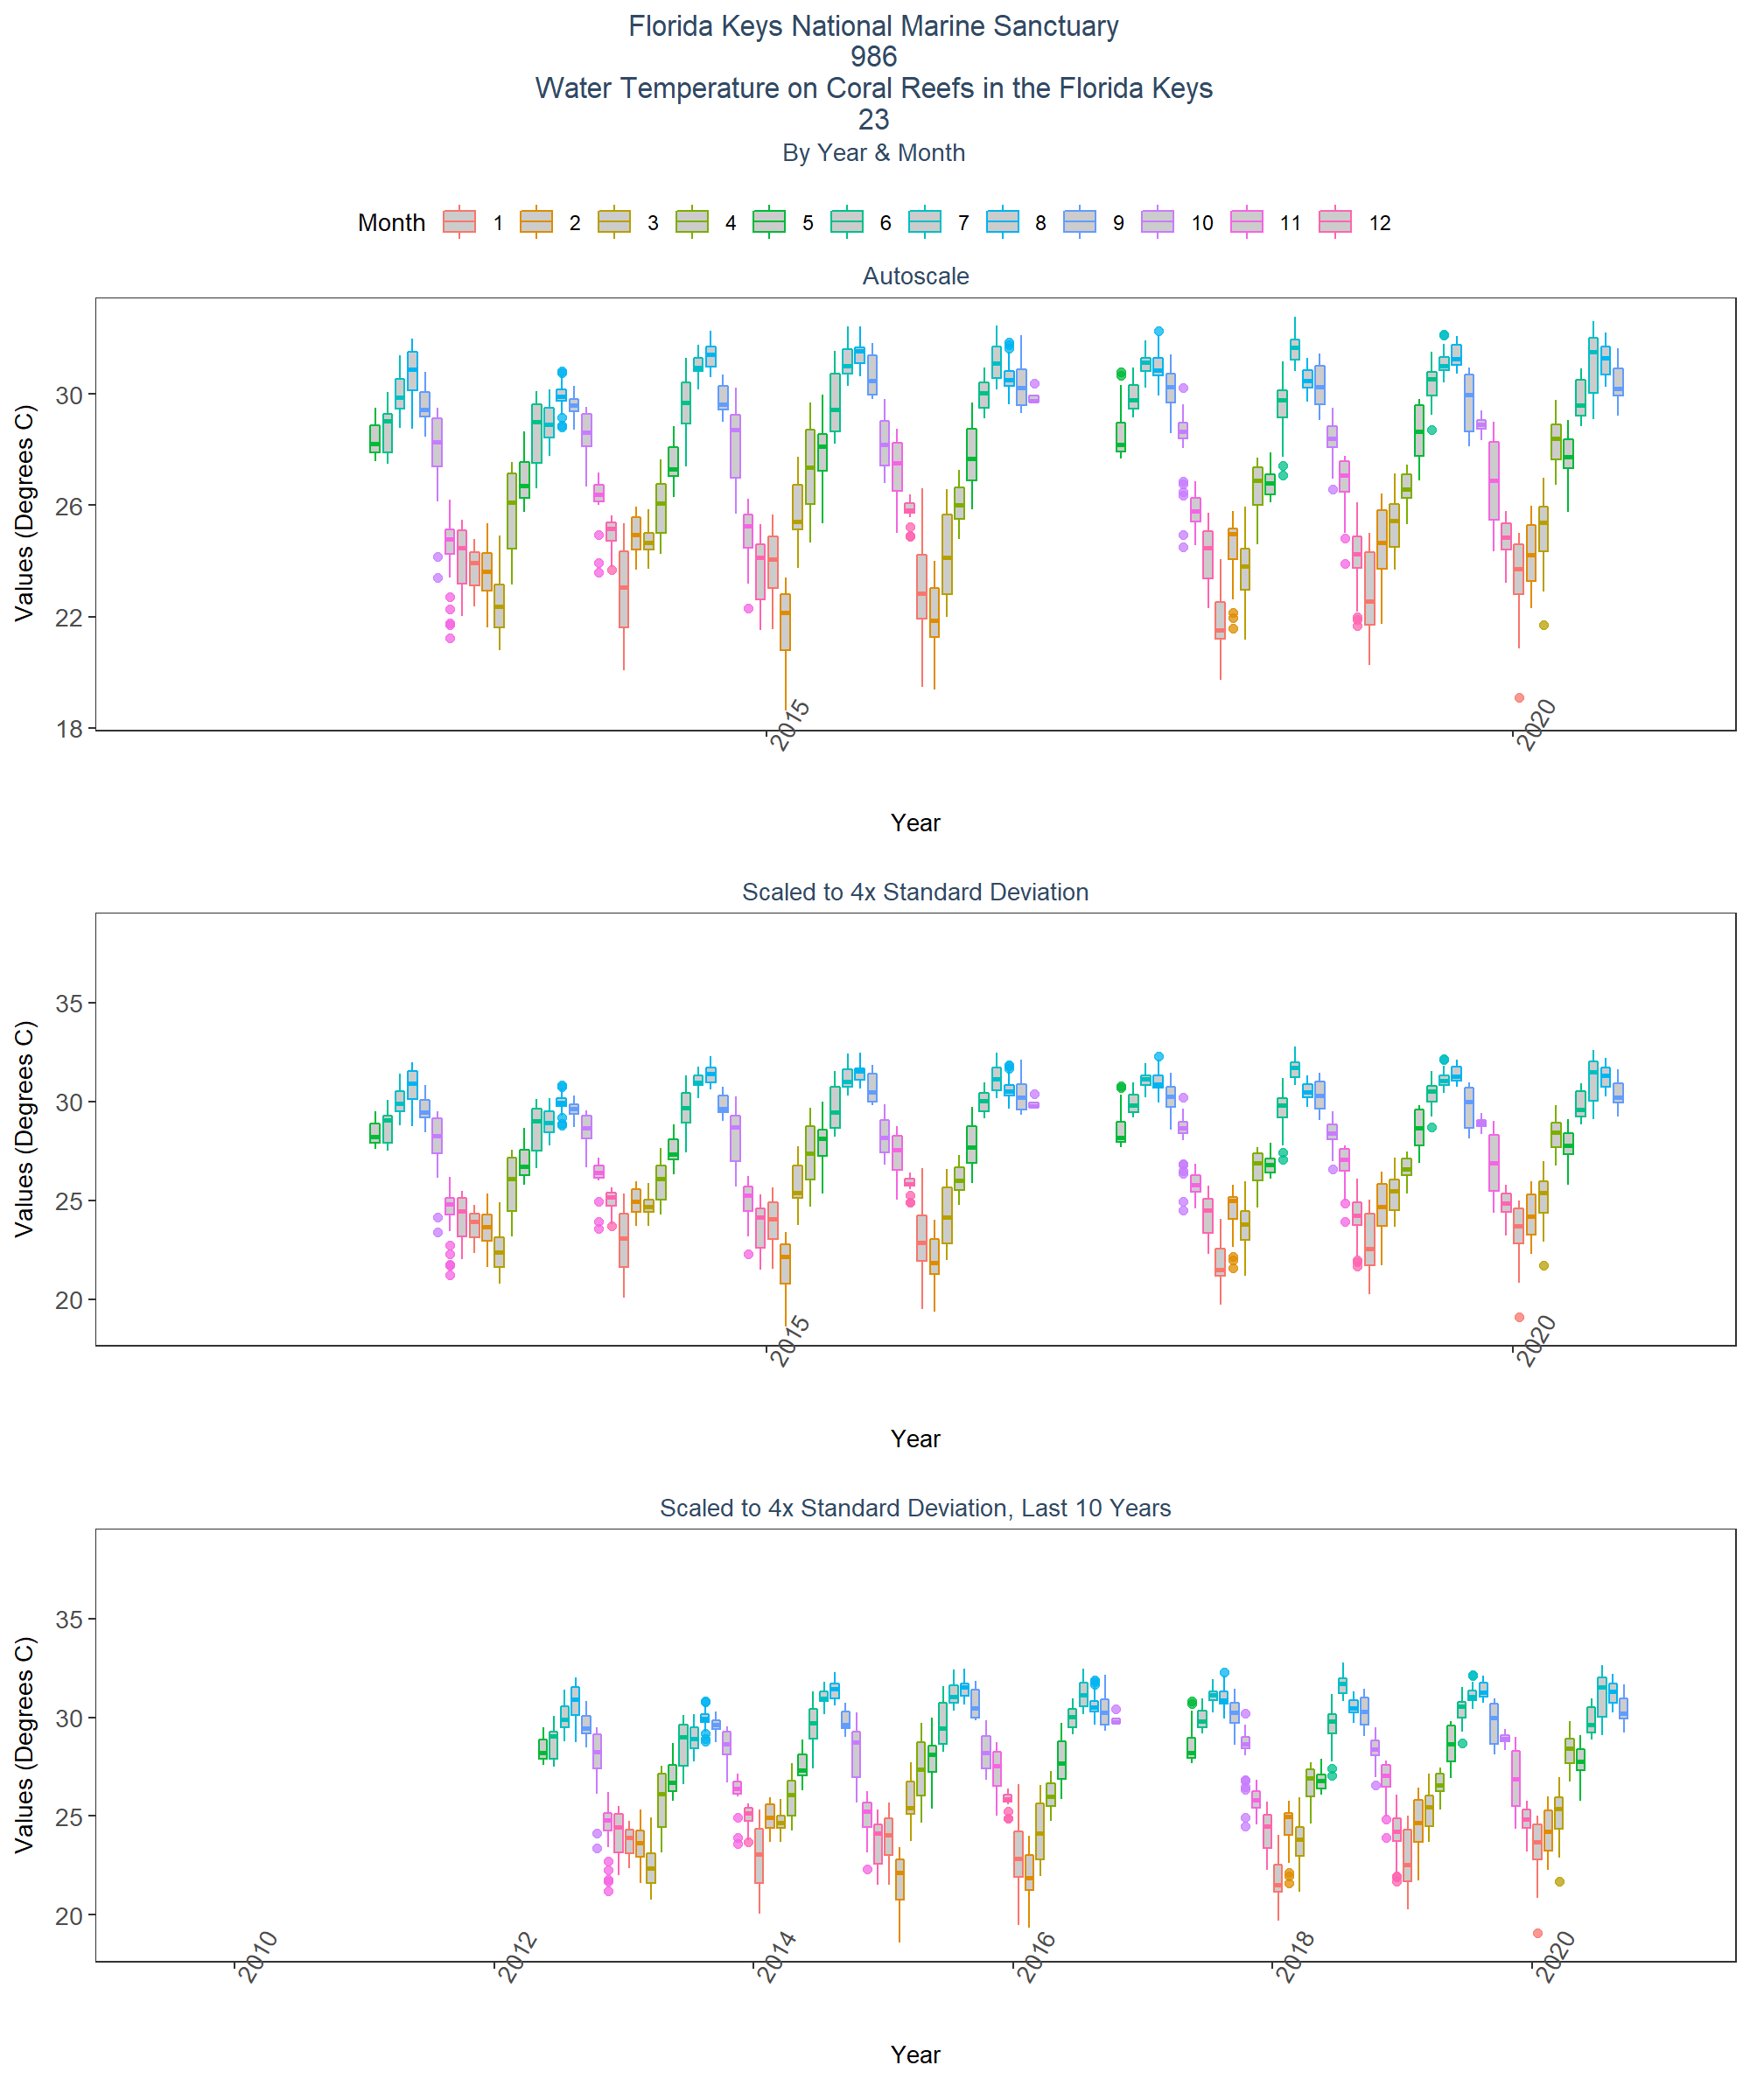 Florida Keys National Marine Sanctuary
986
Water Temperature on Coral Reefs in the Florida Keys
23
By Year & Month
Month 1 2 3 4 5 6 7 8 9 10 11 12
Autoscale
Values (Degrees C)
30
26
22
18
2015 2020
Year
Scaled to 4x Standard Deviation
Values (Degrees C)
35
30
25
20
2015 2020
Year
Scaled to 4x Standard Deviation, Last 10 Years
Values (Degrees C)
35
30
25
20
2010 2012 2014 2016 2018 2020
Year